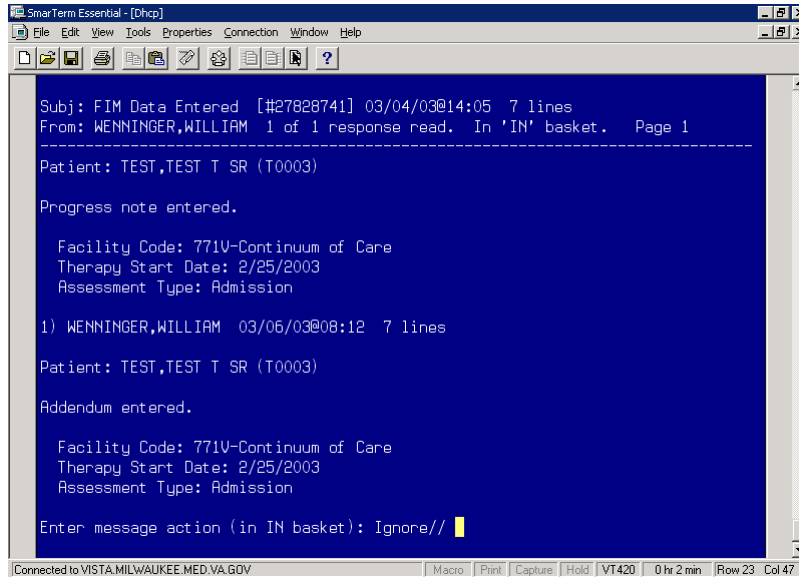 SmarTerm Essential - [Dhcp]
File Edit View Tools Properties Connection Window Help
Subj: FIM Data Entered [#27828741] 03/04/03@14:05 7 lines
From: WENNINGER,WILLIAM 1 of 1 response read. In 'IN' basket. Page 1
-------------------------------------------------------------------------------
Patient: TEST,TEST T SR (T0003)
Progress note entered.
Facility Code: 771V-Continuum of Care
Therapy Start Date: 2/25/2003
Assessment Type: Admission
1) WENNINGER,WILLIAM 03/06/03@08:12 7 lines
Patient: TEST,TEST T SR (T0003)
Addendum entered.
Facility Code: 771V-Continuum of Care
Therapy Start Date: 2/25/2003
Assessment Type: Admission
Enter message action (in IN basket): Ignore//
Connected to VISTA.MILWAUKEE.MED.VA.GOV Macro Print Capture Hold VT420 0 hr 2 min Row 23 Col 47